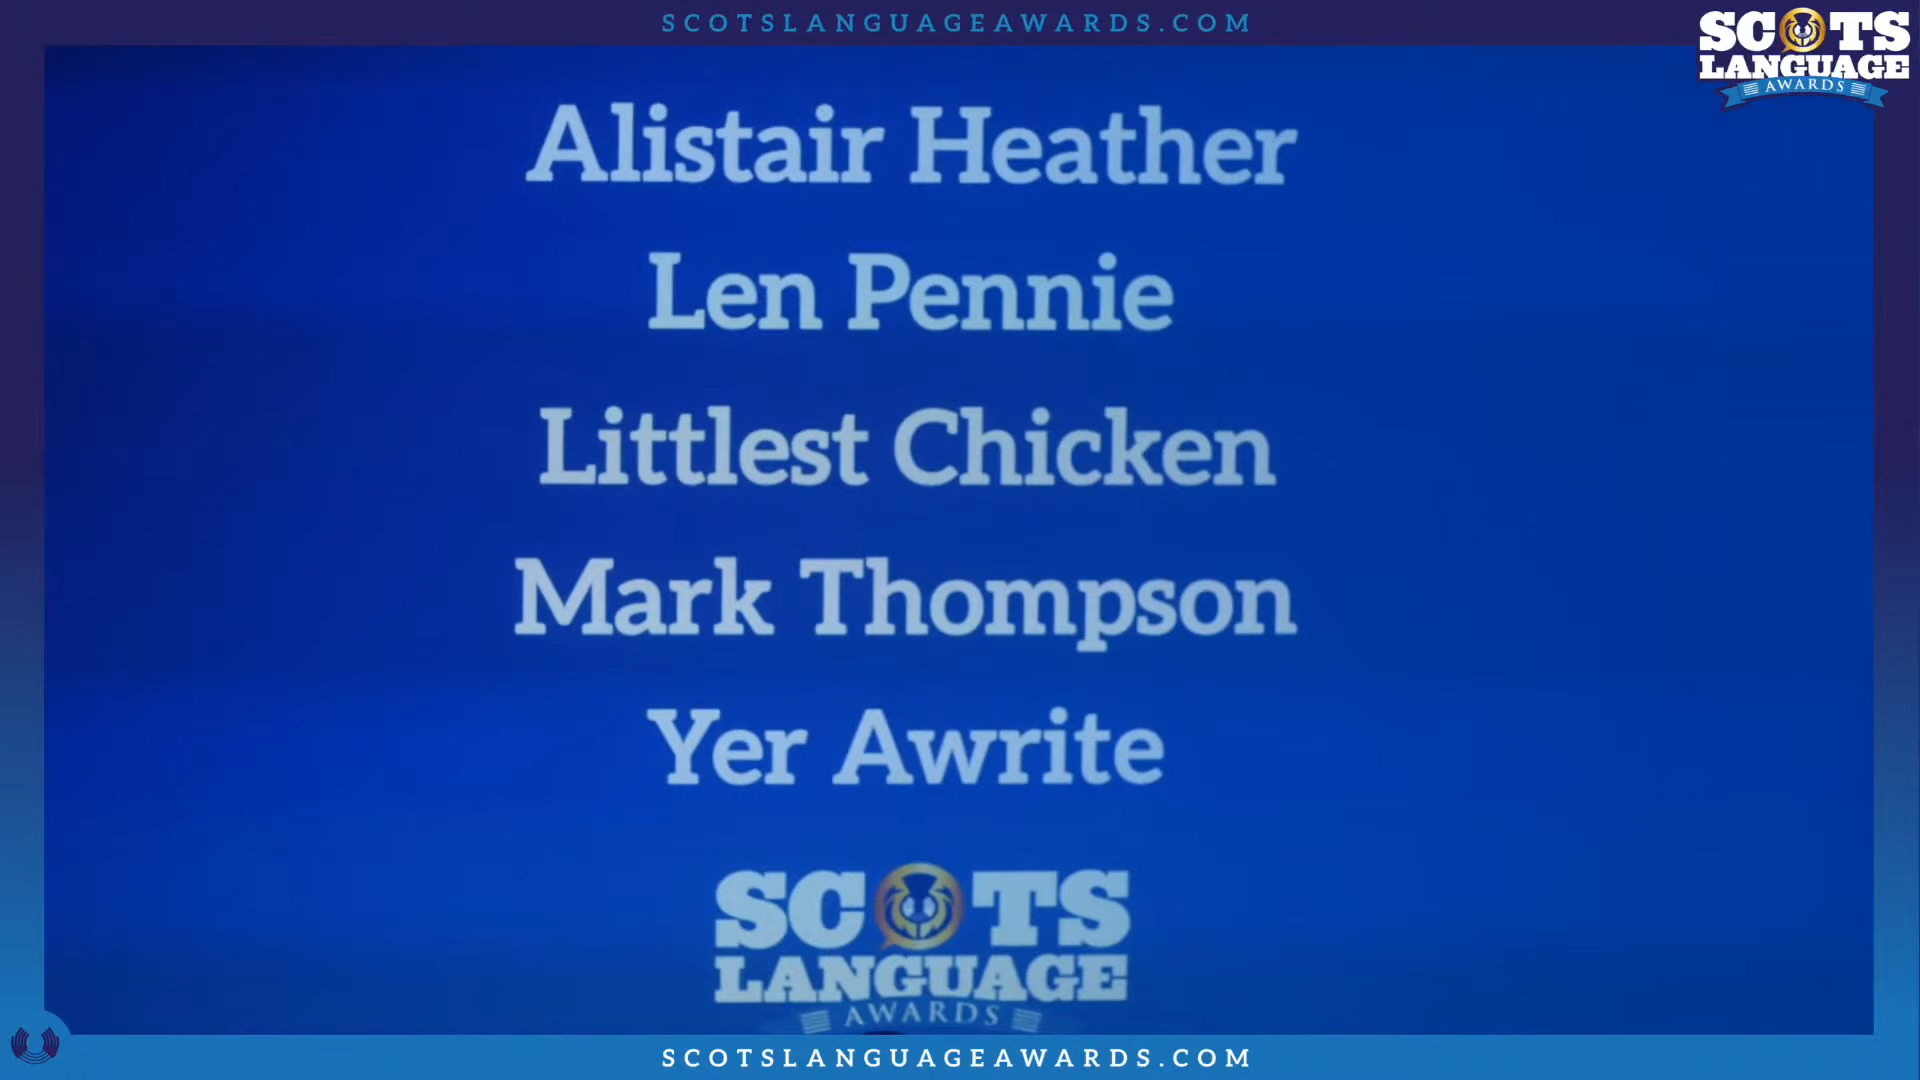 SCOTSLANGUAGEAWARDS.COM
SCOTS
LANGUAGE
AWARDS
Alistair Heather
Len Pennie
Littlest Chicken
Mark Thompson
Yer Awrite
SCOTS
LANGUAGE
AWARDS
SCOTSLANGUAGEAWARDS.COM